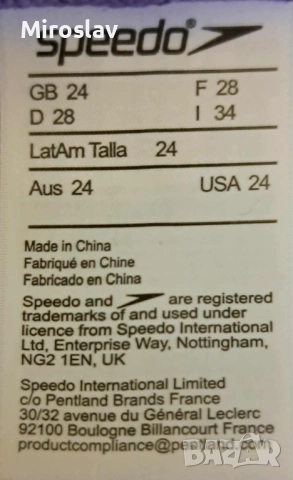 Miroslav
speedo®
GB 24 F 28
D 28 I 34
LatAm Talla 24
Aus 24 USA 24
Made in China
Fabriqué en Chine
Fabricado en China
Speedo and are registered
trademarks of and used under
licence from Speedo International
Ltd, Enterprise Way, Nottingham,
NG2 1EN, UK
Speedo International Limited
c/o Pentland Brands France
30/32 avenue du Général Leclerc
92100 Boulogne Billancourt France
productcompliance@pentland.com
bazar